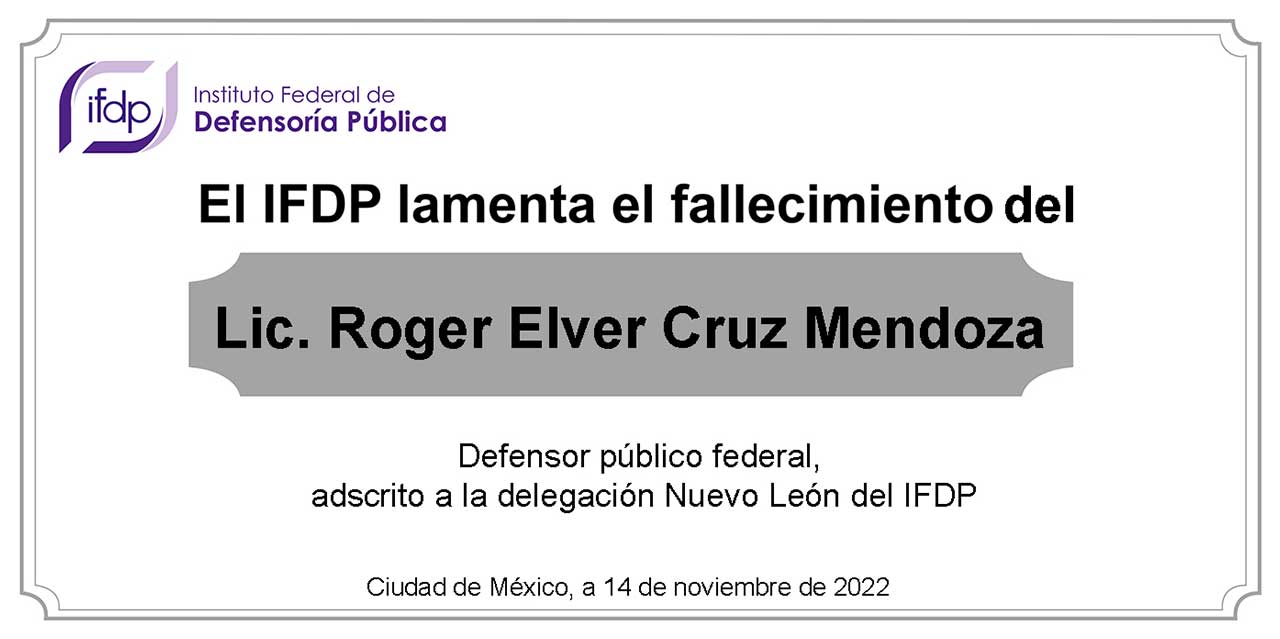 ifdp
Instituto Federal de
Defensoría Pública
El IFDP lamenta el fallecimiento del
Lic. Roger Elver Cruz Mendoza
Defensor público federal,
adscrito a la delegación Nuevo León del IFDP
Ciudad de México, a 14 de noviembre de 2022